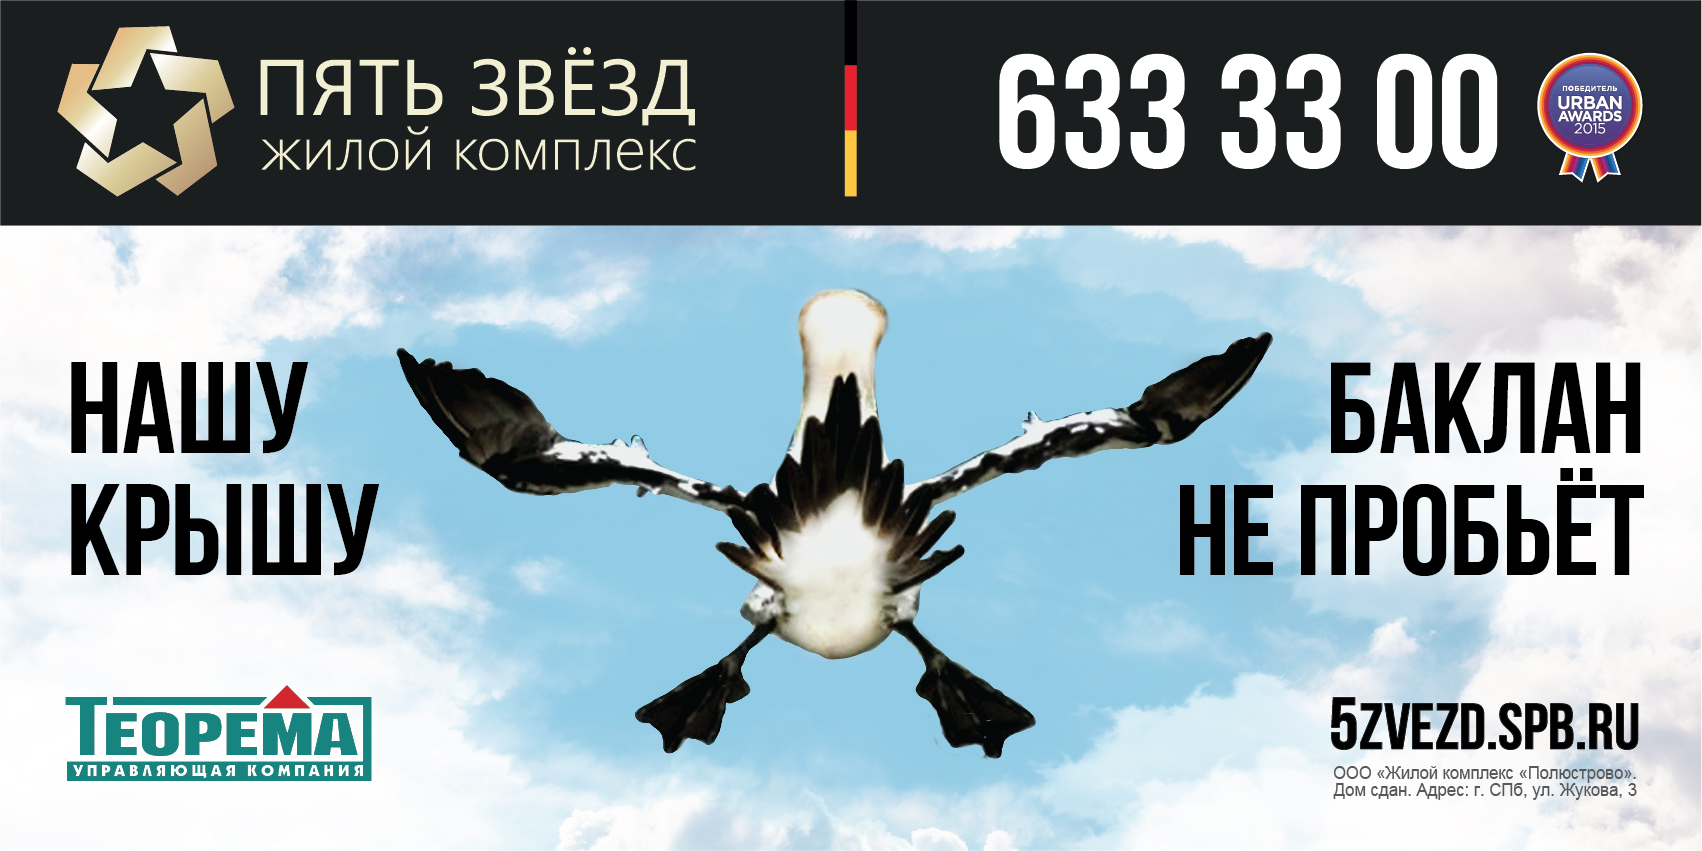 ПЯТЬ ЗВЁЗД
ЖИЛОЙ КОМПЛЕКС
633 33 00
ПОБЕДИТЕЛЬ
URBAN
AWARDS
2015
НАШУ
КРЫШУ
БАКЛАН
НЕ ПРОБЬЁТ
ТЕОРЕМА
УПРАВЛЯЮЩАЯ КОМПАНИЯ
5ZVEZD.SPB.RU
ООО «Жилой комплекс «Полюстрово».
Дом сдан. Адрес: г. СПб, ул. Жукова, 3